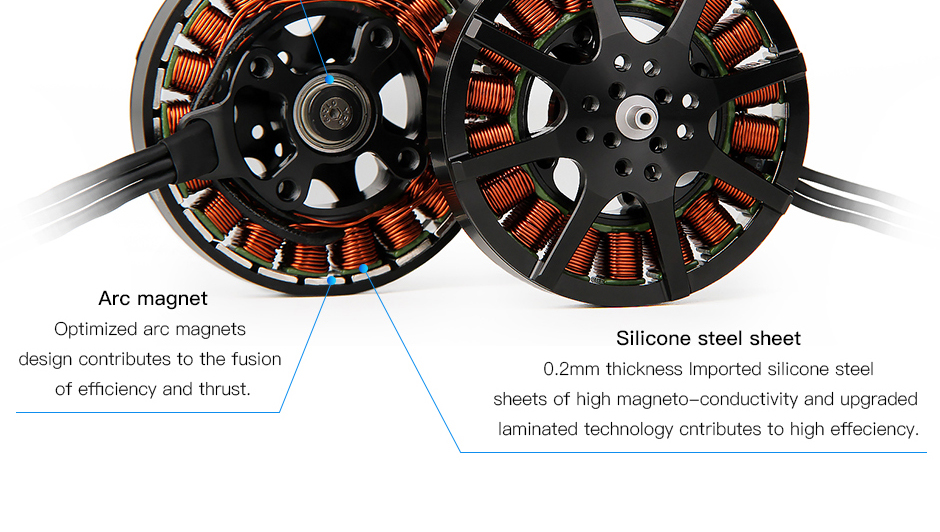 Arc magnet
Optimized arc magnets
design contributes to the fusion
of efficiency and thrust.
Silicone steel sheet
0.2mm thickness Imported silicone steel
sheets of high magneto-conductivity and upgraded
laminated technology cntributes to high effeciency.